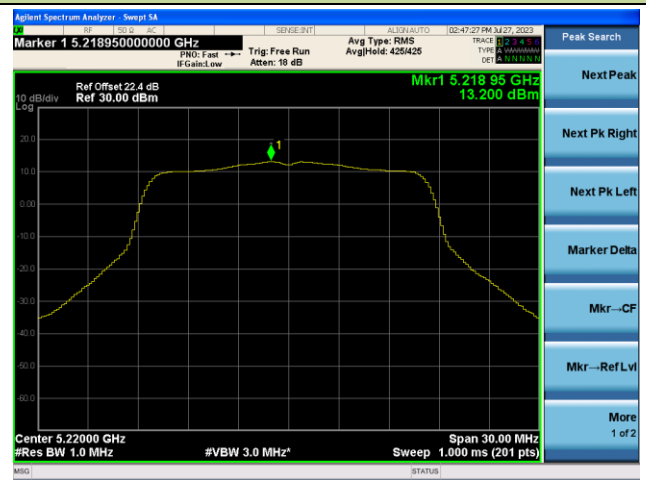 Agilent Spectrum Analyzer - Swept SA
RF 50 Ω AC SENSE:INT ALIGN AUTO 02:47:27 PM Jul 27, 2023
Marker 1 5.218950000000 GHz
PNO: Fast
IFGain:Low
Trig: Free Run
Atten: 18 dB
Avg Type: RMS
Avg|Hold: 425/425
TRACE 1 2 3 4 5 6
TYPE A
DET A N N N N N
Peak Search
Mkr1 5.218 95 GHz
13.200 dBm
Ref Offset 22.4 dB
Ref 30.00 dBm
10 dB/div
Log
20.0
10.0
0.00
-30.0
-40.0
-50.0
-60.0
1
Center 5.22000 GHz
#Res BW 1.0 MHz
#VBW 3.0 MHz*
Span 30.00 MHz
Sweep 1.000 ms (201 pts)
MSG
STATUS
Next Peak
Next Pk Right
Next Pk Left
Marker Delta
Mkr→CF
Mkr→Ref Lvl
More
1 of 2